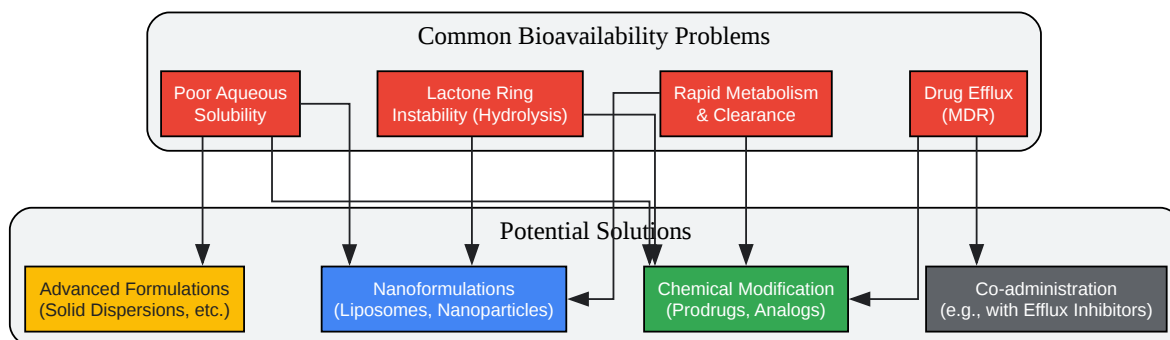 Common Bioavailability Problems
Poor Aqueous
Solubility
Lactone Ring
Instability (Hydrolysis)
Rapid Metabolism
& Clearance
Drug Efflux
(MDR)
Potential Solutions
Advanced Formulations
(Solid Dispersions, etc.)
Nanoformulations
(Liposomes, Nanoparticles)
Chemical Modification
(Prodrugs, Analogs)
Co-administration
(e.g., with Efflux Inhibitors)